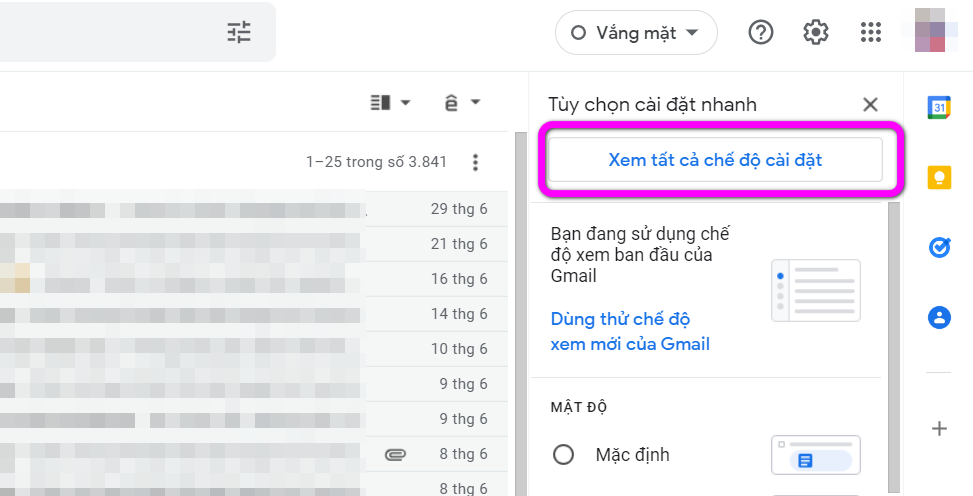 Vắng mặt
ê
Tùy chọn cài đặt nhanh
31
Xem tất cả chế độ cài đặt
1–25 trong số 3.841
29 thg 6
21 thg 6
16 thg 6
14 thg 6
10 thg 6
9 thg 6
9 thg 6
8 thg 6
8 thg 6
Bạn đang sử dụng chế
độ xem ban đầu của
Gmail
Dùng thử chế độ
xem mới của Gmail
MẬT ĐỘ
Mặc định